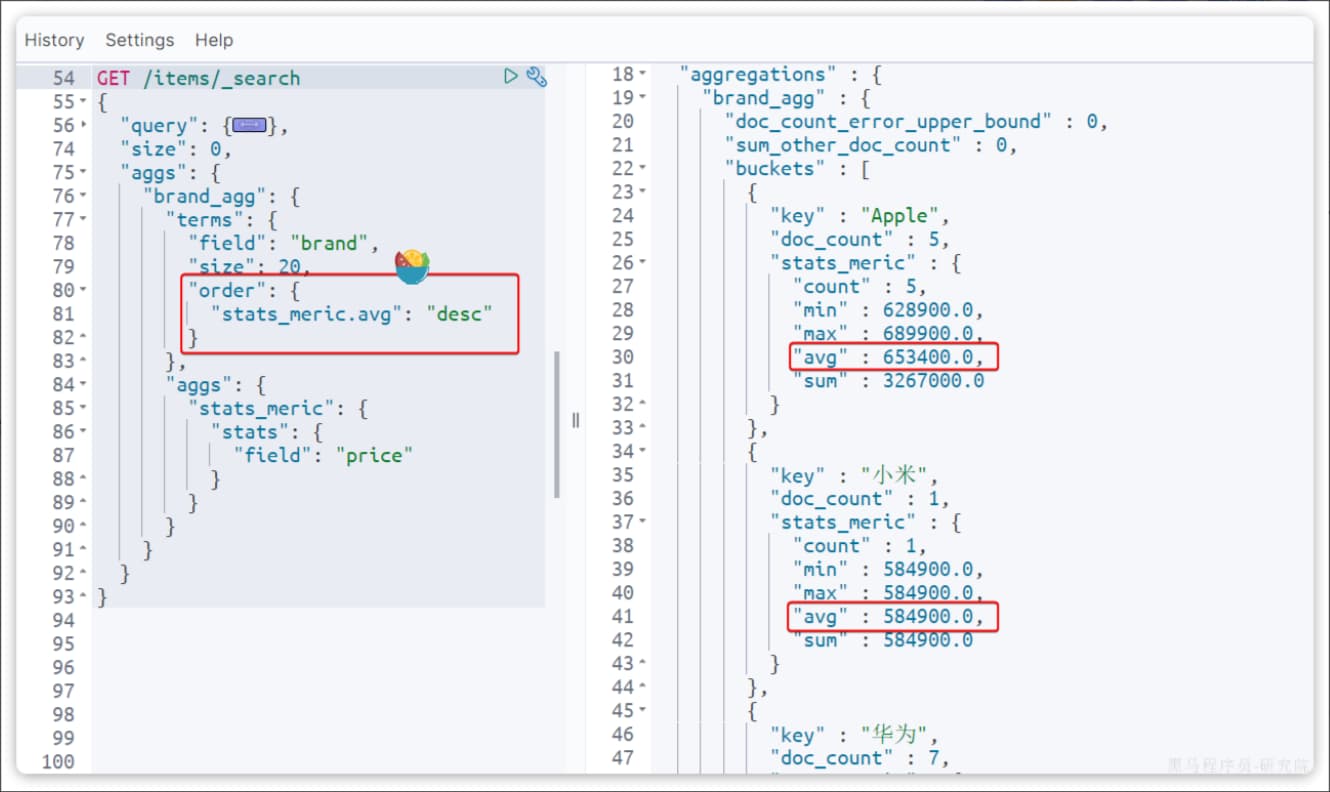 History Settings Help
54 GET /items/_search
55 {
56 "query": {},
74 "size": 0,
75 "aggs": {
76 "brand_agg": {
77 "terms": {
78 "field": "brand",
79 "size": 20,
80 "order": {
81 "stats_meric.avg": "desc"
82 }
83 },
84 "aggs": {
85 "stats_meric": {
86 "stats": {
87 "field": "price"
88 }
89 }
90 }
91 }
92 }
93 }
94
95
96
97
98
99
100
18 "aggregations" : {
19 "brand_agg" : {
20 "doc_count_error_upper_bound" : 0,
21 "sum_other_doc_count" : 0,
22 "buckets" : [
23 {
24 "key" : "Apple",
25 "doc_count" : 5,
26 "stats_meric" : {
27 "count" : 5,
28 "min" : 628900.0,
29 "max" : 689900.0,
30 "avg" : 653400.0,
31 "sum" : 3267000.0
32 }
33 },
34 {
35 "key" : "小米",
36 "doc_count" : 1,
37 "stats_meric" : {
38 "count" : 1,
39 "min" : 584900.0,
40 "max" : 584900.0,
41 "avg" : 584900.0,
42 "sum" : 584900.0
43 }
44 },
45 {
46 "key" : "华为",
47 "doc_count" : 7,
黑马程序员-研究院